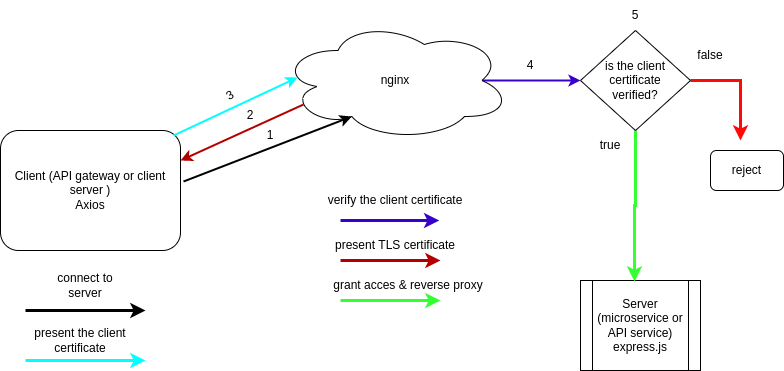 5
false
is the client
certificate
verified?
4
nginx
3
2
1
true
Client (API gateway or client
server )
Axios
reject
verify the client certificate
present TLS certificate
grant acces & reverse proxy
connect to
server
present the client
certificate
Server
(microservice or
API service)
express.js